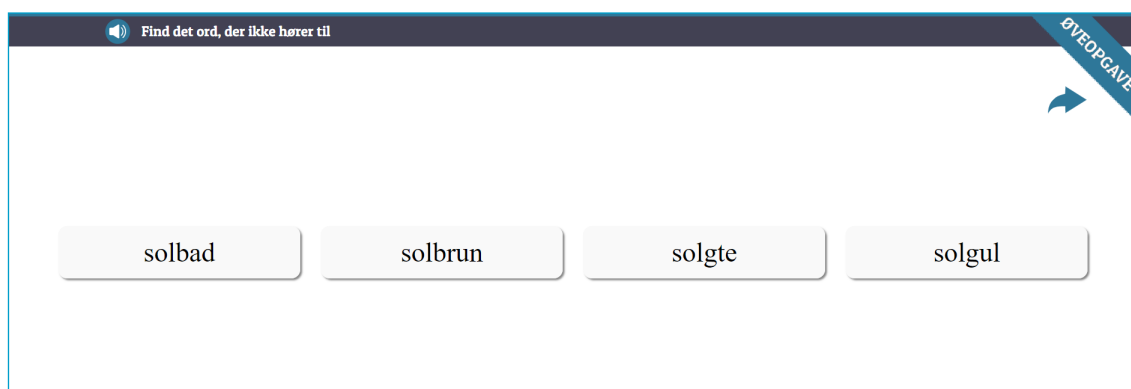 Find det ord, der ikke hører til
ØVEOPGAVE
solbad
solbrun
solgte
solgul